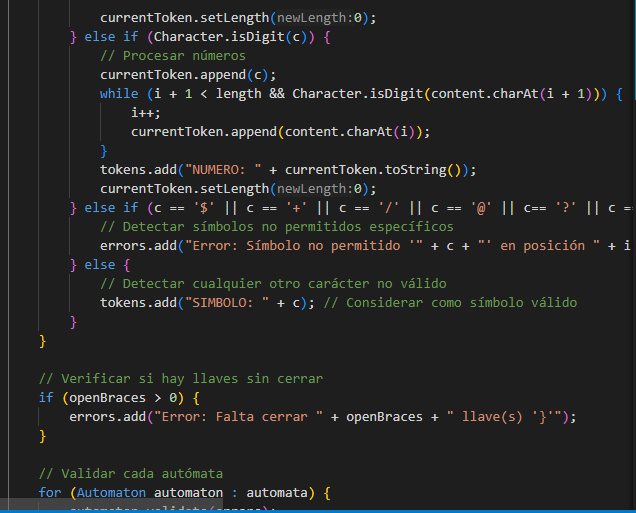 currentToken.setLength(newLength:0);
} else if (Character.isDigit(c)) {
// Procesar números
currentToken.append(c);
while (i + 1 < length && Character.isDigit(content.charAt(i + 1))) {
i++;
currentToken.append(content.charAt(i));
}
tokens.add("NUMERO: " + currentToken.toString());
currentToken.setLength(newLength:0);
} else if (c == '$' || c == '+' || c == '/' || c == '@' || c== '?' || c =
// Detectar símbolos no permitidos específicos
errors.add("Error: Símbolo no permitido '" + c + "' en posición " + i
} else {
// Detectar cualquier otro carácter no válido
tokens.add("SIMBOLO: " + c); // Considerar como símbolo válido
}
}
// Verificar si hay llaves sin cerrar
if (openBraces > 0) {
errors.add("Error: Falta cerrar " + openBraces + " llave(s) '}'");
}
// Validar cada autómata
for (Automaton automaton : automata) {
automaton.validate(errors);